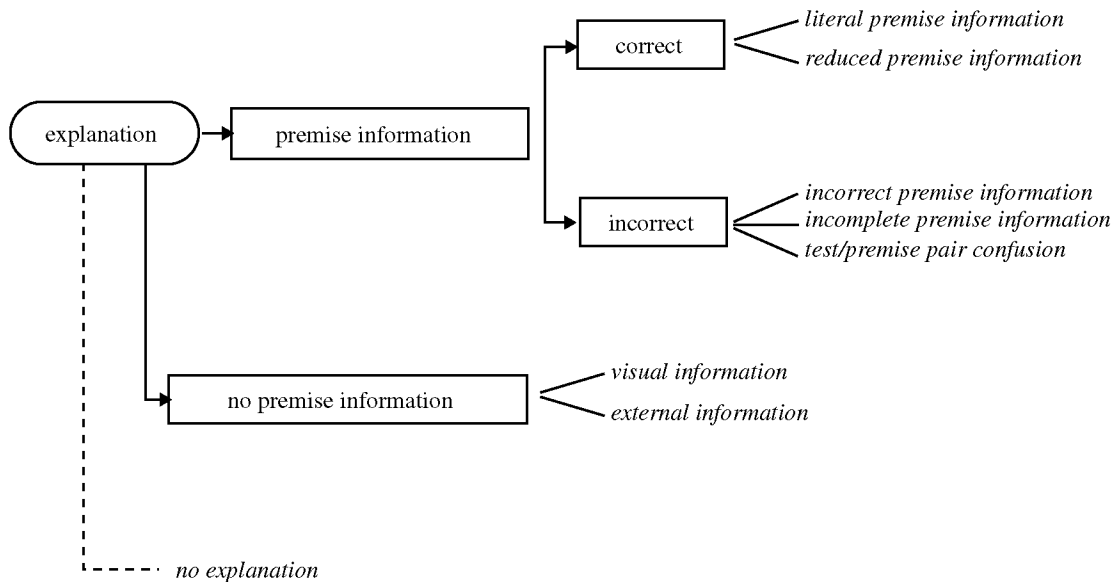 literal premise information
correct
reduced premise information
explanation
premise information
incorrect premise information
incorrect
incomplete premise information
test/premise pair confusion
visual information
no premise information
external information
no explanation